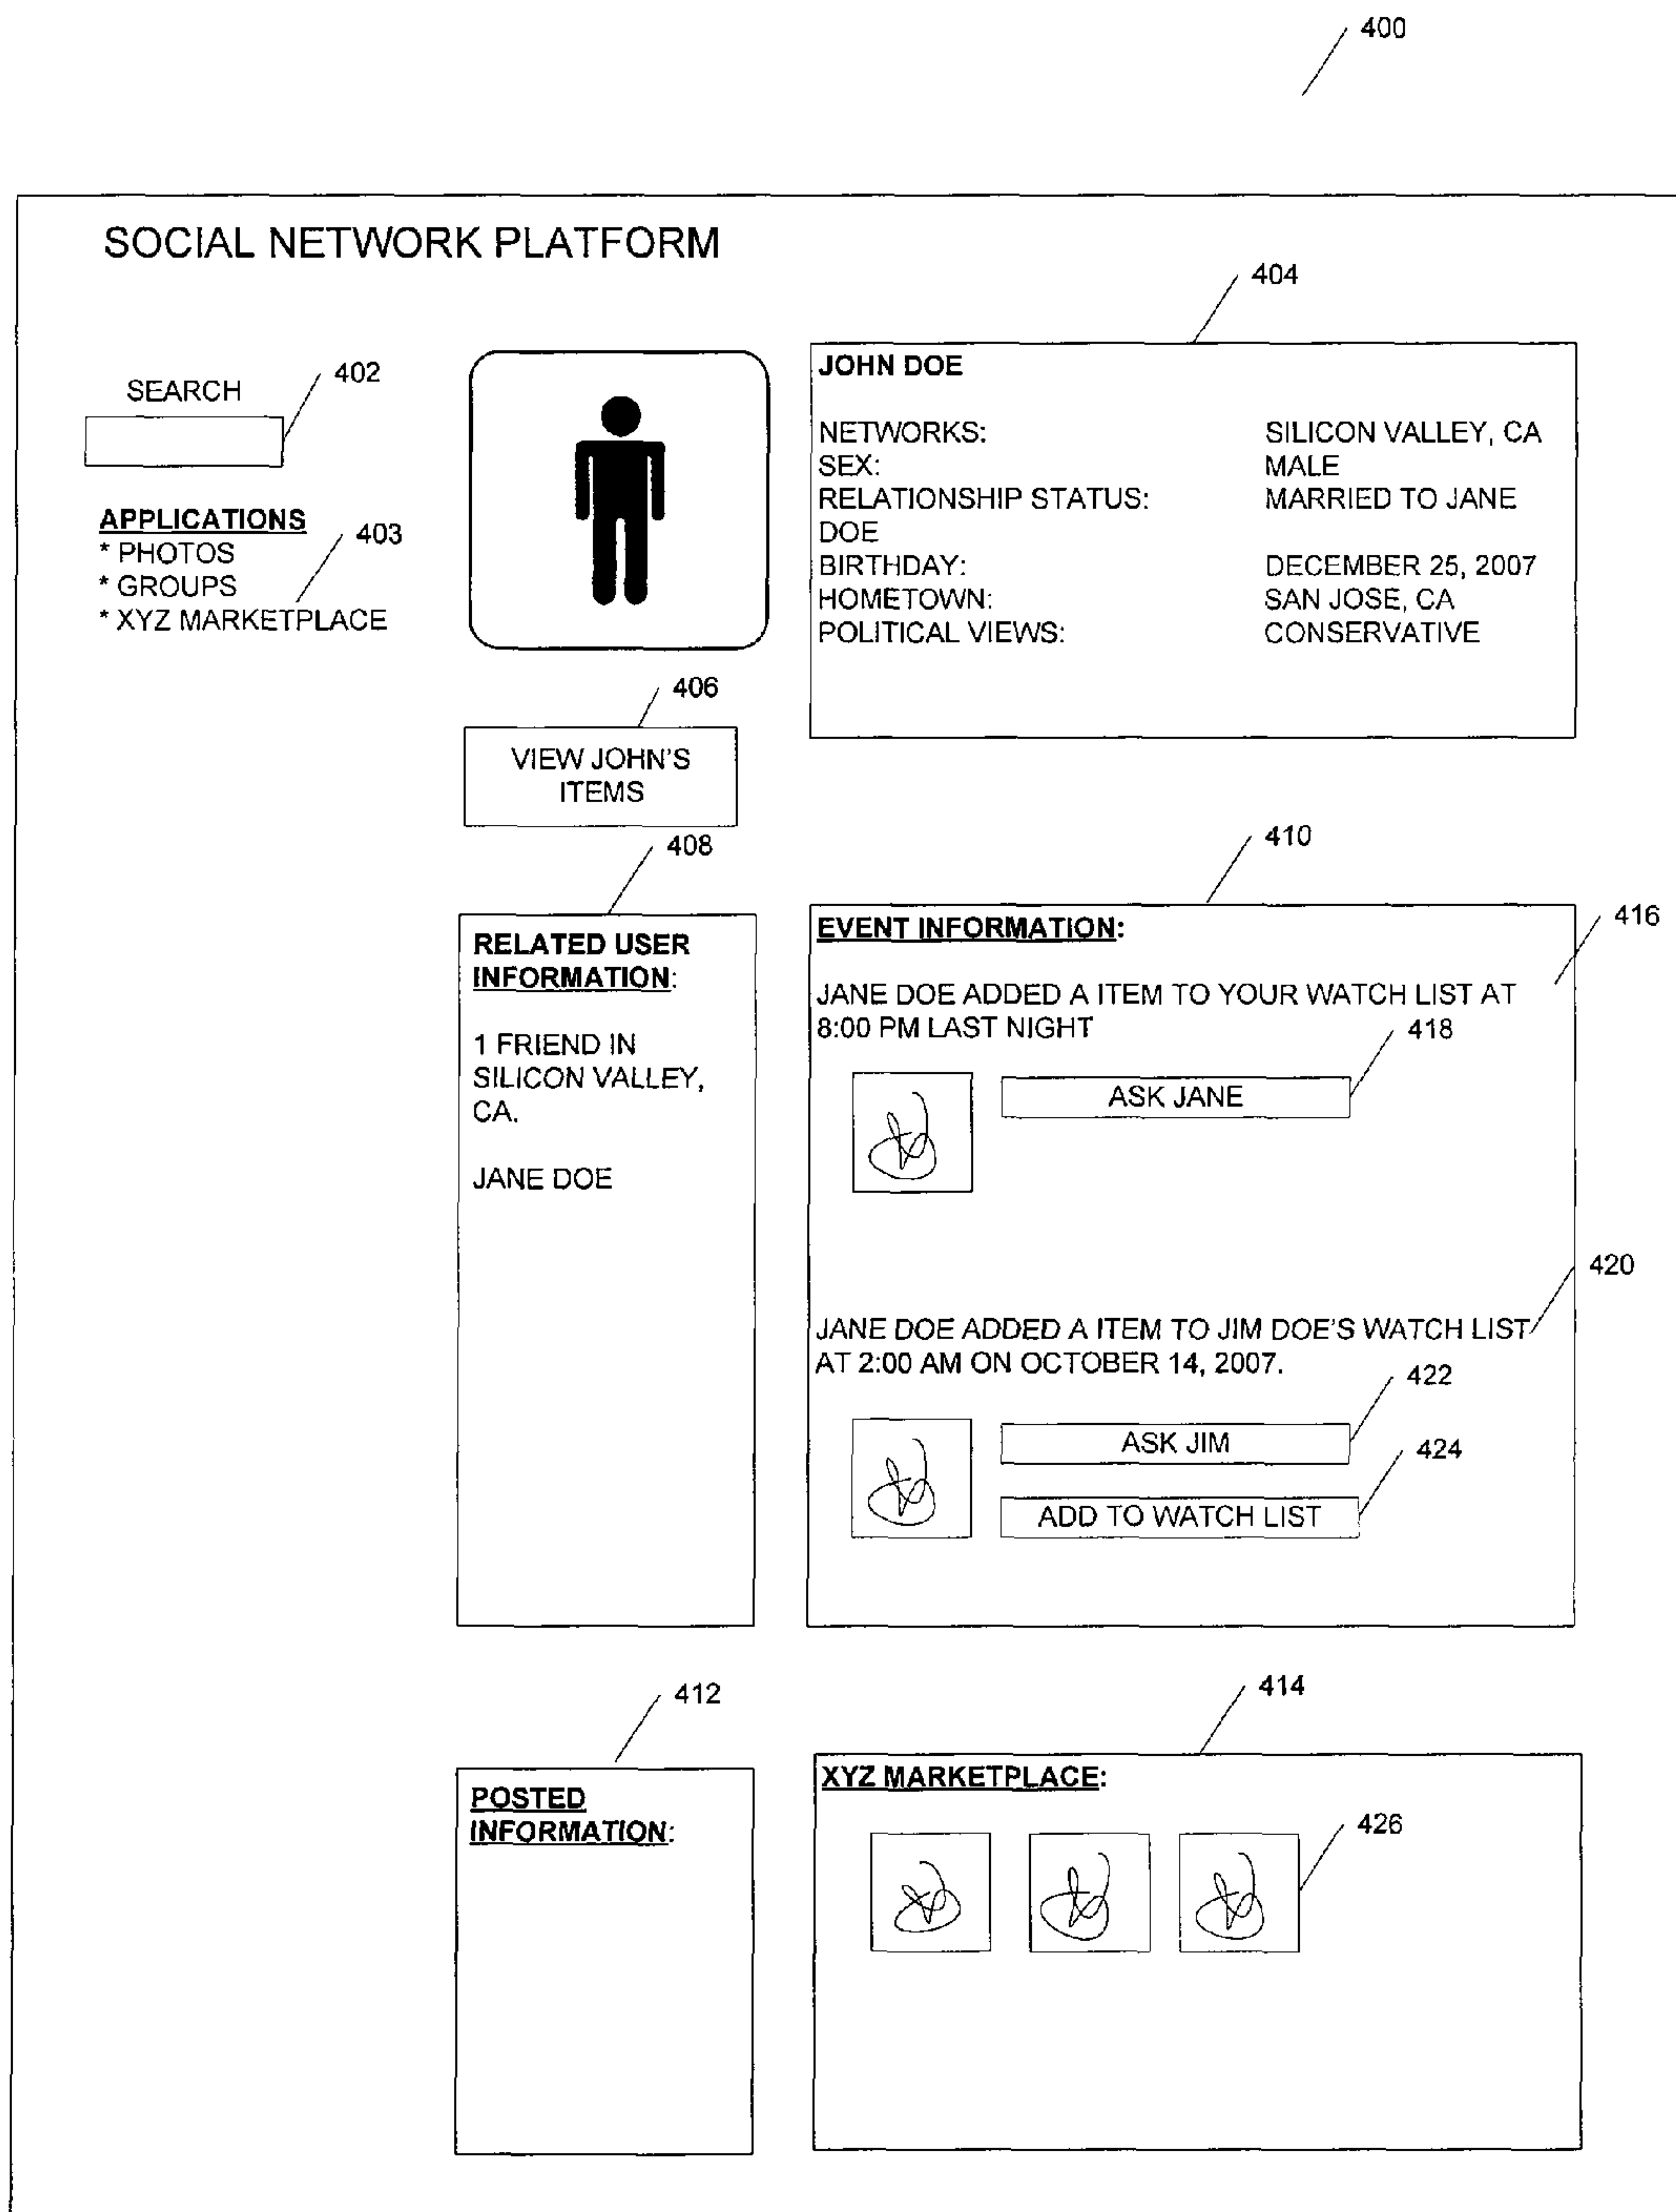 400
SOCIAL NETWORK PLATFORM
404
SEARCH
402
APPLICATIONS
403
* PHOTOS
* GROUPS
* XYZ MARKETPLACE
JOHN DOE
NETWORKS: SILICON VALLEY, CA
SEX: MALE
RELATIONSHIP STATUS: MARRIED TO JANE
DOE
BIRTHDAY: DECEMBER 25, 2007
HOMETOWN: SAN JOSE, CA
POLITICAL VIEWS: CONSERVATIVE
406
VIEW JOHN'S
ITEMS
408
RELATED USER
INFORMATION:
1 FRIEND IN
SILICON VALLEY,
CA.
JANE DOE
410
EVENT INFORMATION:
416
JANE DOE ADDED A ITEM TO YOUR WATCH LIST AT
8:00 PM LAST NIGHT
418
ASK JANE
420
JANE DOE ADDED A ITEM TO JIM DOE'S WATCH LIST
AT 2:00 AM ON OCTOBER 14, 2007.
422
ASK JIM
424
ADD TO WATCH LIST
412
POSTED
INFORMATION:
414
XYZ MARKETPLACE:
426